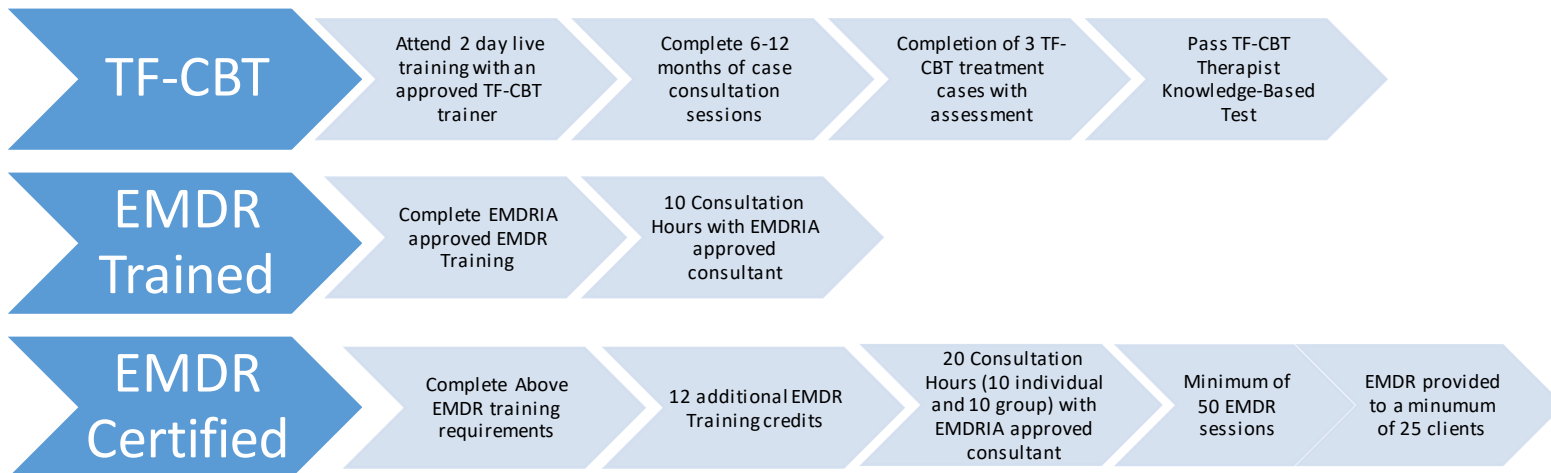 TF-CBT
Attend 2 day live
training with an
approved TF-CBT
trainer
Complete 6-12
months of case
consultation
sessions
Completion of 3 TF-
CBT treatment
cases with
assessment
Pass TF-CBT
Therapist
Knowledge-Based
Test
EMDR
Trained
Complete EMDRIA
approved EMDR
Training
10 Consultation
Hours with EMDRIA
approved
consultant
EMDR
Certified
Complete Above
EMDR training
requirements
12 additional EMDR
Training credits
20 Consultation
Hours (10 individual
and 10 group) with
EMDRIA approved
consultant
Minimum of
50 EMDR
sessions
EMDR provided
to a minumum
of 25 clients